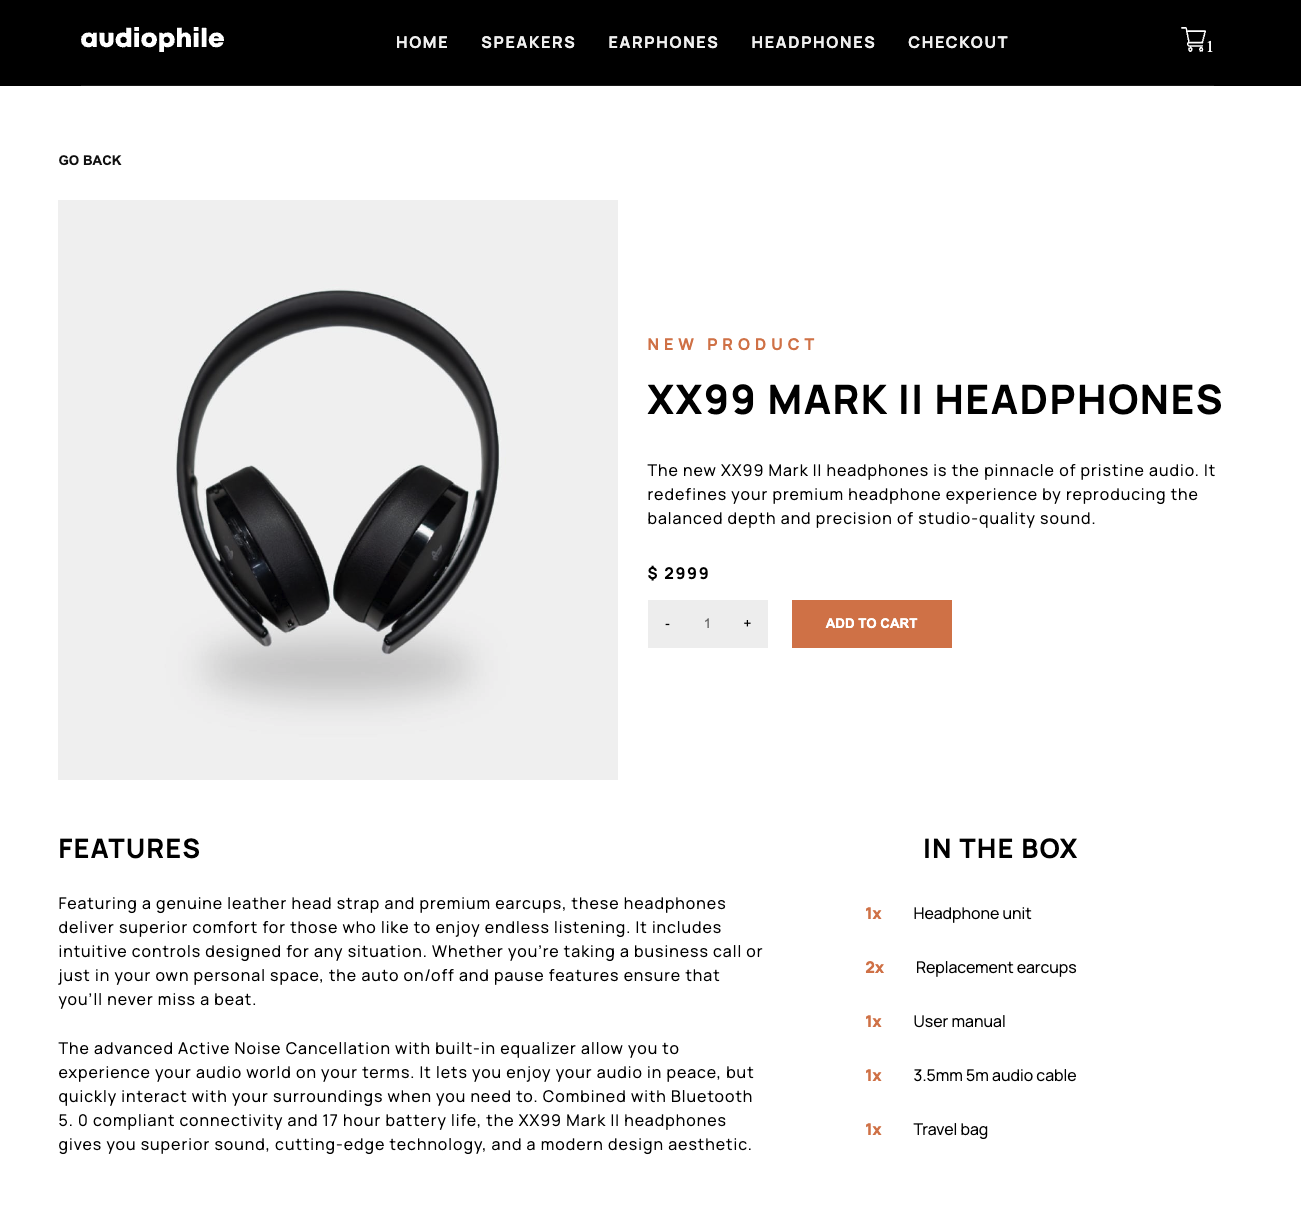 audiophile
HOME SPEAKERS EARPHONES HEADPHONES CHECKOUT
1
GO BACK
NEW PRODUCT
XX99 MARK II HEADPHONES
The new XX99 Mark II headphones is the pinnacle of pristine audio. It
redefines your premium headphone experience by reproducing the
balanced depth and precision of studio-quality sound.
$ 2999
- 1 +
ADD TO CART
FEATURES
Featuring a genuine leather head strap and premium earcups, these headphones
deliver superior comfort for those who like to enjoy endless listening. It includes
intuitive controls designed for any situation. Whether you're taking a business call or
just in your own personal space, the auto on/off and pause features ensure that
you'll never miss a beat.
The advanced Active Noise Cancellation with built-in equalizer allow you to
experience your audio world on your terms. It lets you enjoy your audio in peace, but
quickly interact with your surroundings when you need to. Combined with Bluetooth
5. 0 compliant connectivity and 17 hour battery life, the XX99 Mark II headphones
gives you superior sound, cutting-edge technology, and a modern design aesthetic.
IN THE BOX
1x Headphone unit
2x Replacement earcups
1x User manual
1x 3.5mm 5m audio cable
1x Travel bag